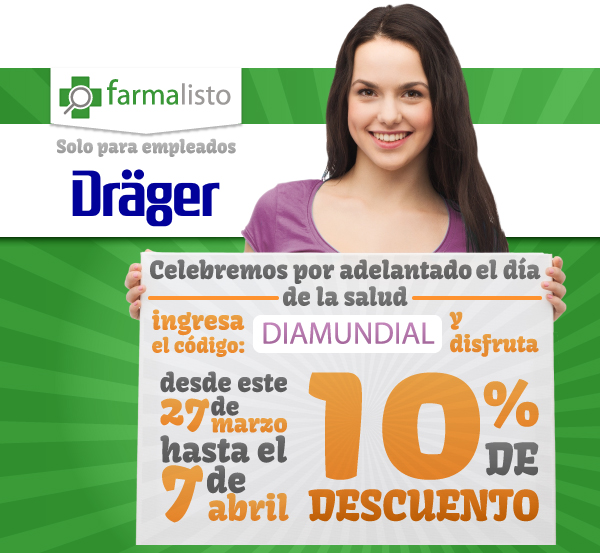 farmalisto
Solo para empleados
Dräger
Celebremos por adelantado el día
de la salud
ingresa
el código:
DIAMUNDIAL
y
disfruta
desde este
27 de
marzo
hasta el
7 de
abril
10%
DE
DESCUENTO